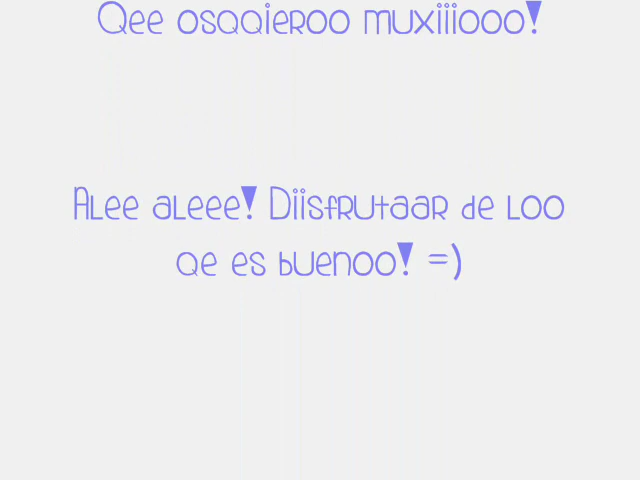 Qee osqqieroo muxiiiooo!
Alee aleee! Diisfrutaar de loo
qe es buenoo! =)